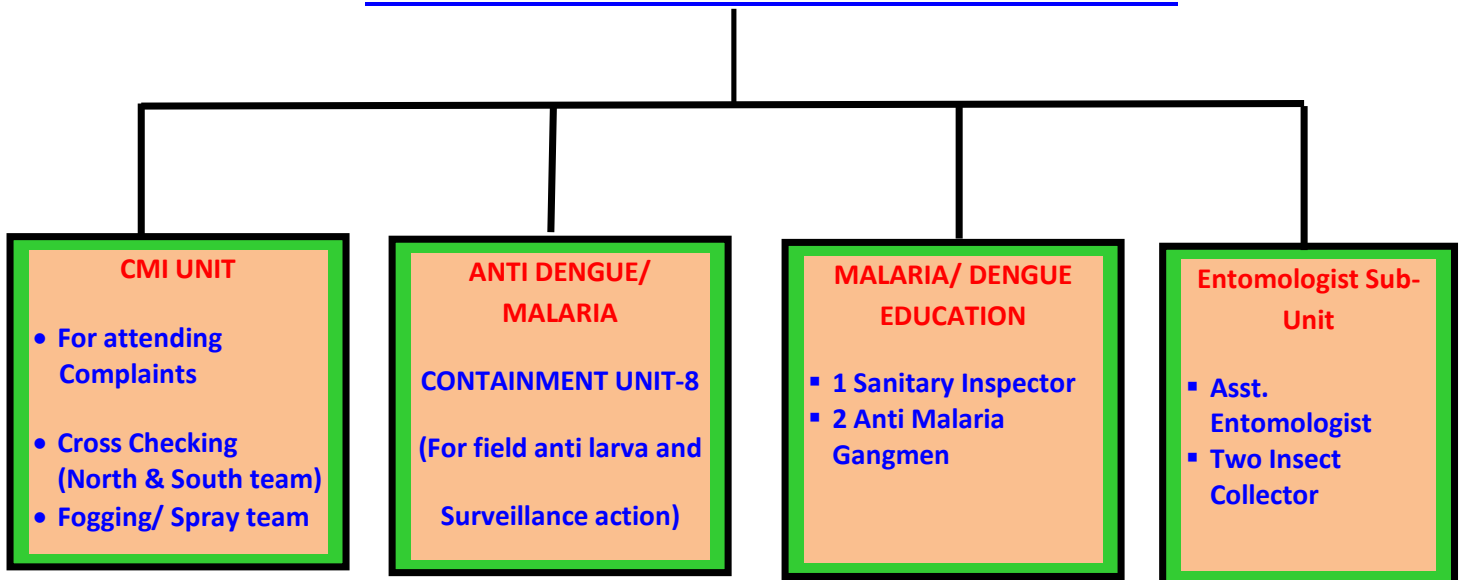 CMI UNIT
• For attending
Complaints
• Cross Checking
(North & South team)
• Fogging/ Spray team
ANTI DENGUE/
MALARIA
CONTAINMENT UNIT-8
(For field anti larva and
Surveillance action)
MALARIA/ DENGUE
EDUCATION
▪ 1 Sanitary Inspector
▪ 2 Anti Malaria
Gangmen
Entomologist Sub-
Unit
▪ Asst.
Entomologist
▪ Two Insect
Collector